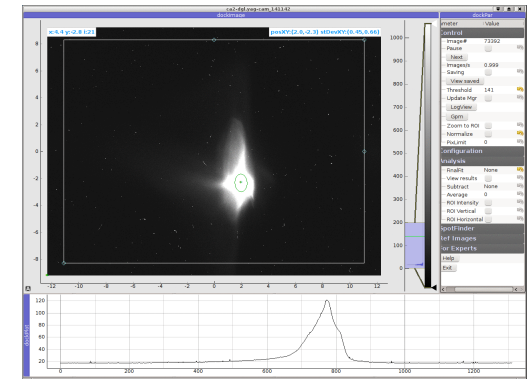 ca2-dgl.yag-cam_141142
dockImage
dockPar
x:4.4 y:-2.8 I:21
posXY:(2.0,-2.3) stDevXY:(0.45,0.66)
8
6
4
2
0
-2
-4
-6
-8
-12 -10 -8 -6 -4 -2 0 2 4 6 8 10 12
1000
900
800
700
600
500
400
300
200
100
0
Value
Control
Image# 73392
Pause
Next
Images/s 0.999
Saving
View saved
Threshold 141
Update Mgr
LogView
Gpm
Zoom to ROI
Normalize
PixLimit 0
Configuration
Analysis
FinalFit None
View results
Subtract None
Average 0
ROI Intensity
ROI Vertical
ROI Horizontal
SpotFinder
Ref Images
For Experts
Help
Exit
A
120
100
80
60
40
20
0 200 400 600 800 1000 1200